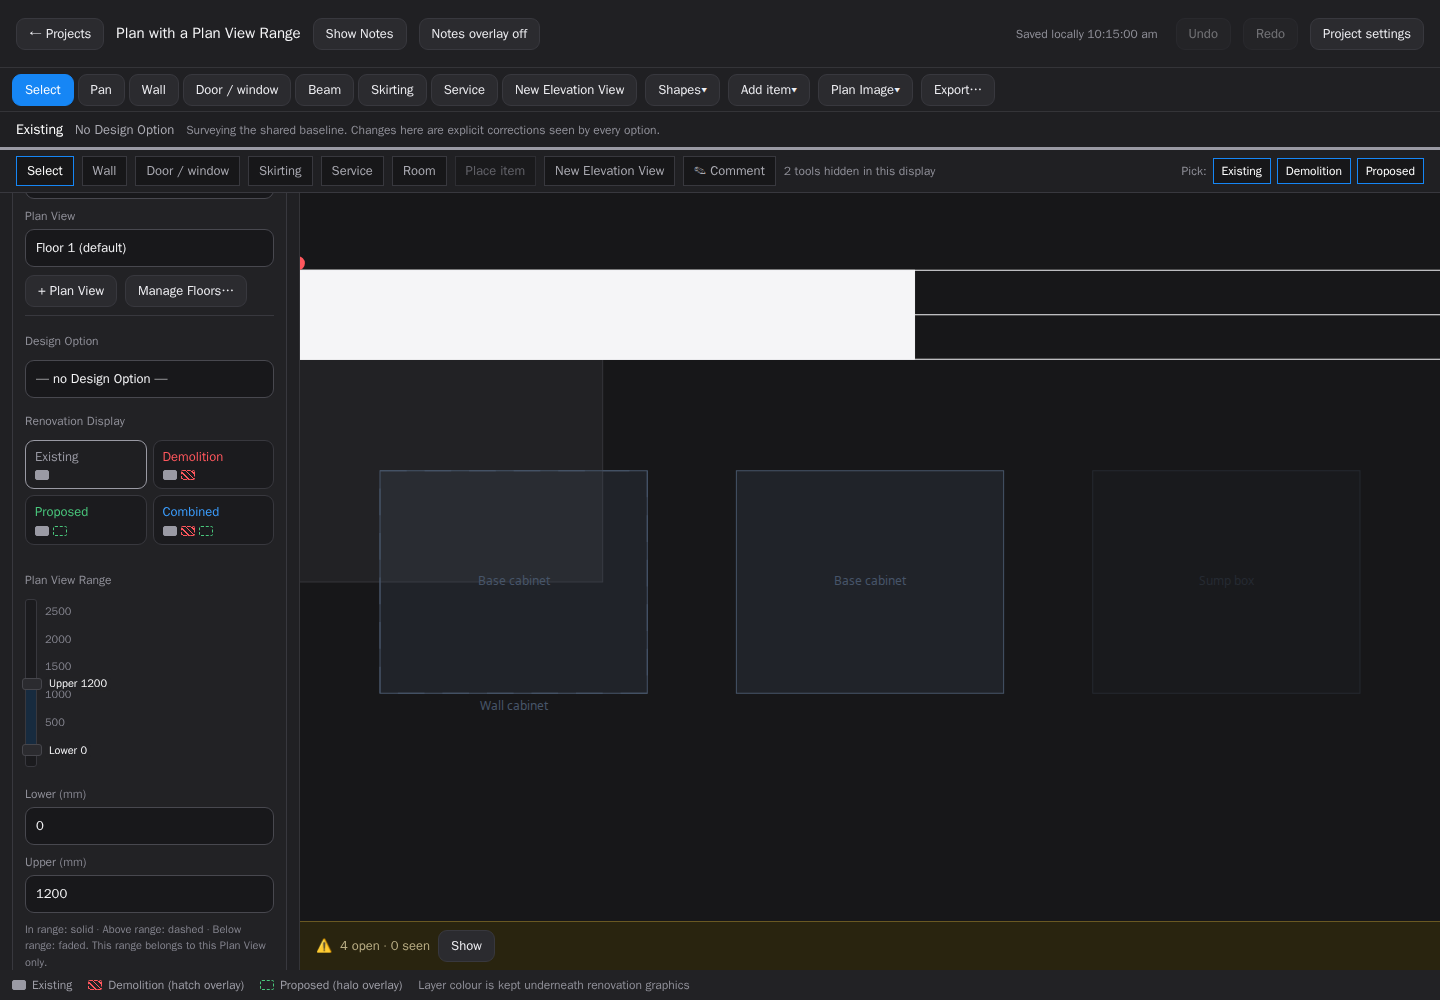 ← Projects
Plan with a Plan View Range
Show Notes
Notes overlay off
Saved locally 10:15:00 am
Undo
Redo
Project settings
Select
Pan
Wall
Door / window
Beam
Skirting
Service
New Elevation View
Shapes▾
Add item▾
Plan Image▾
Export···
Existing No Design Option Surveying the shared baseline. Changes here are explicit corrections seen by every option.
Select
Wall
Door / window
Skirting
Service
Room
Place item
New Elevation View
✎ Comment
2 tools hidden in this display
Pick:
Existing
Demolition
Proposed
Plan View
Floor 1 (default)
+ Plan View
Manage Floors···
Design Option
— no Design Option —
Renovation Display
Existing
Demolition
Proposed
Combined
Plan View Range
2500
2000
1500
Upper 1200
1000
500
Lower 0
Lower (mm)
0
Upper (mm)
1200
In range: solid · Above range: dashed · Below
range: faded. This range belongs to this Plan View
only.
Base cabinet
Base cabinet
Sump box
Wall cabinet
⚠️ 4 open · 0 seen
Show
Existing
Demolition (hatch overlay)
Proposed (halo overlay)
Layer colour is kept underneath renovation graphics